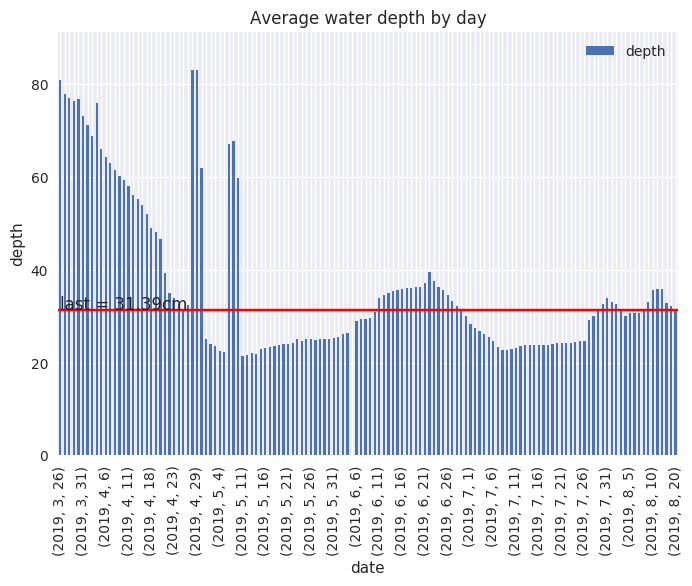 Average water depth by day
depth
80
60
40
20
0
depth
last = 31.39cm
(2019, 3, 26)
(2019, 3, 31)
(2019, 4, 6)
(2019, 4, 11)
(2019, 4, 18)
(2019, 4, 23)
(2019, 4, 29)
(2019, 5, 4)
(2019, 5, 11)
(2019, 5, 16)
(2019, 5, 21)
(2019, 5, 26)
(2019, 5, 31)
(2019, 6, 6)
(2019, 6, 11)
(2019, 6, 16)
(2019, 6, 21)
(2019, 6, 26)
(2019, 7, 1)
(2019, 7, 6)
(2019, 7, 11)
(2019, 7, 16)
(2019, 7, 21)
(2019, 7, 26)
(2019, 7, 31)
(2019, 8, 5)
(2019, 8, 10)
(2019, 8, 20)
date